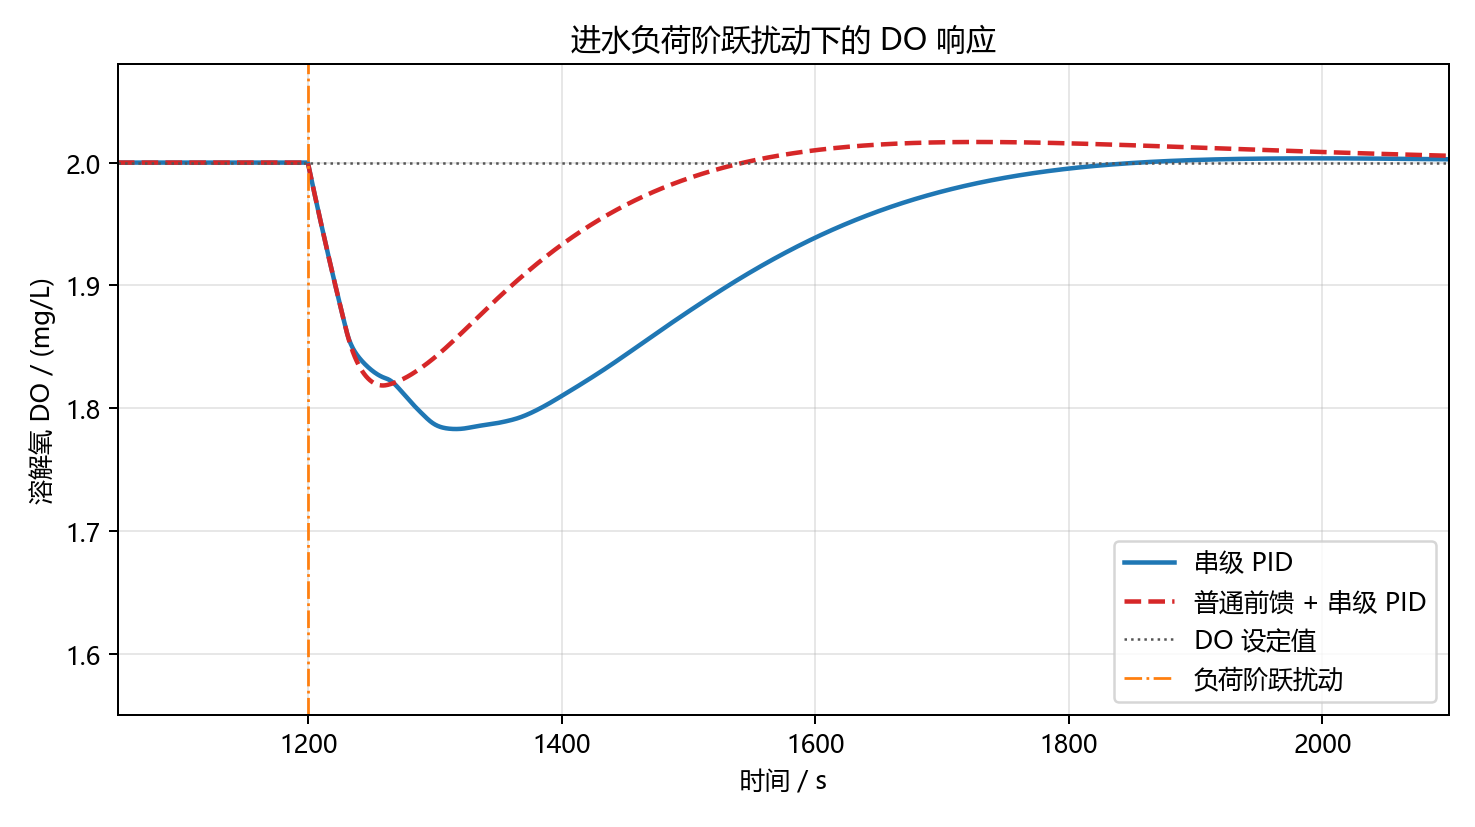 进水负荷阶跃扰动下的 DO 响应
溶解氧 DO / (mg/L)
2.0
1.9
1.8
1.7
1.6
1200
1400
1600
1800
2000
时间 / s
串级 PID
普通前馈 + 串级 PID
DO 设定值
负荷阶跃扰动